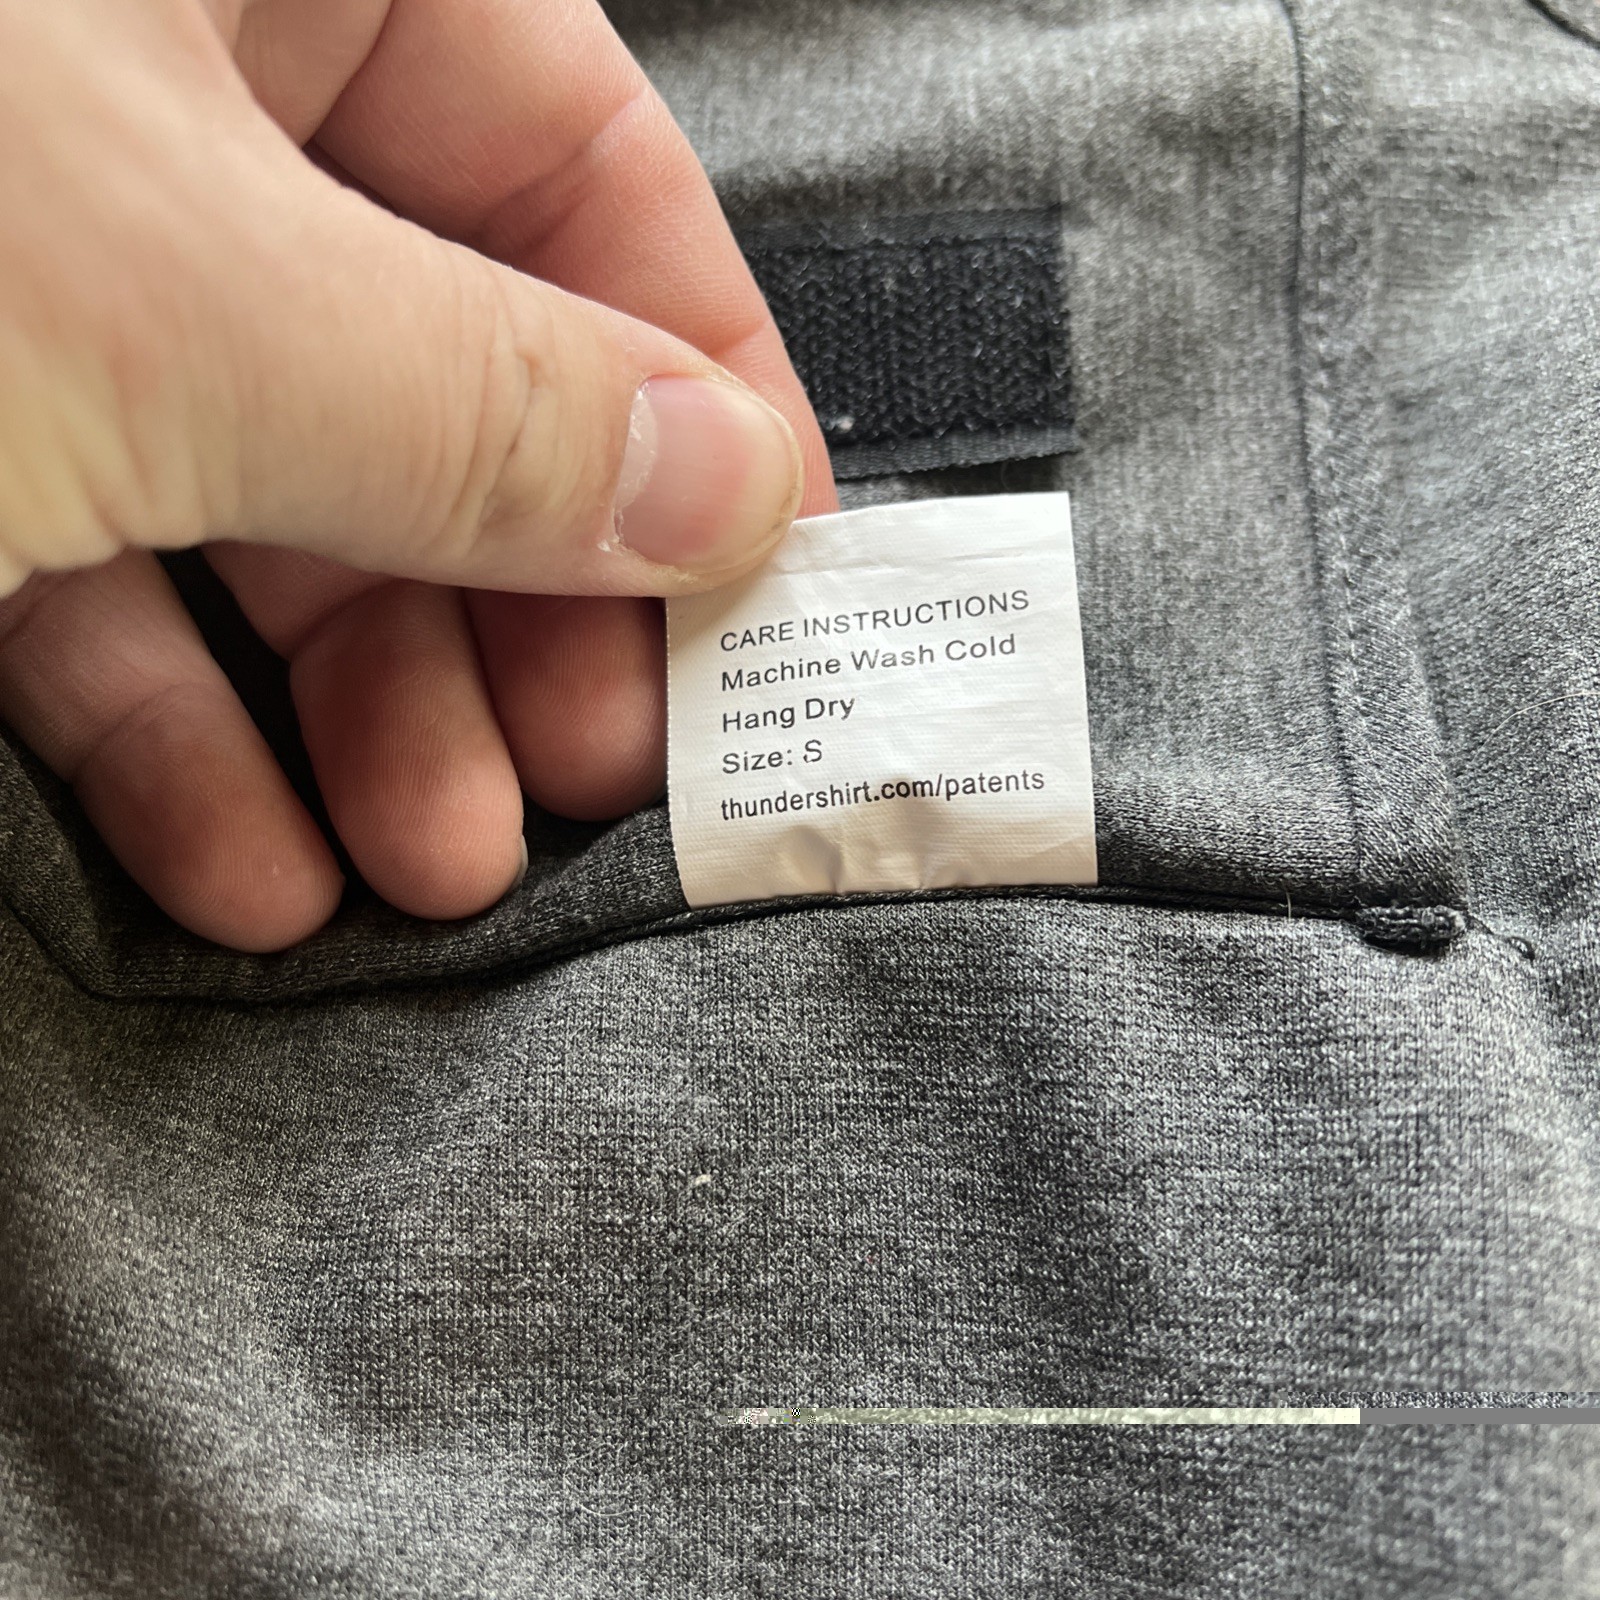 CARE INSTRUCTIONS
Machine Wash Cold
Hang Dry
Size: S
thundershirt.com/patents